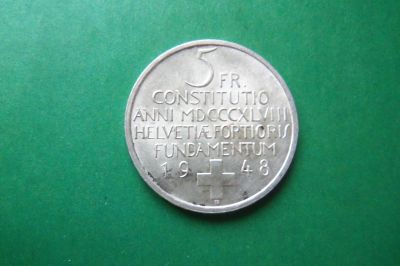 5 FR.
CONSTITUTIO
ANNI MDCCCXLVIII
HELVETIÆ FORTIORIS
FUNDAMENTUM
19 48